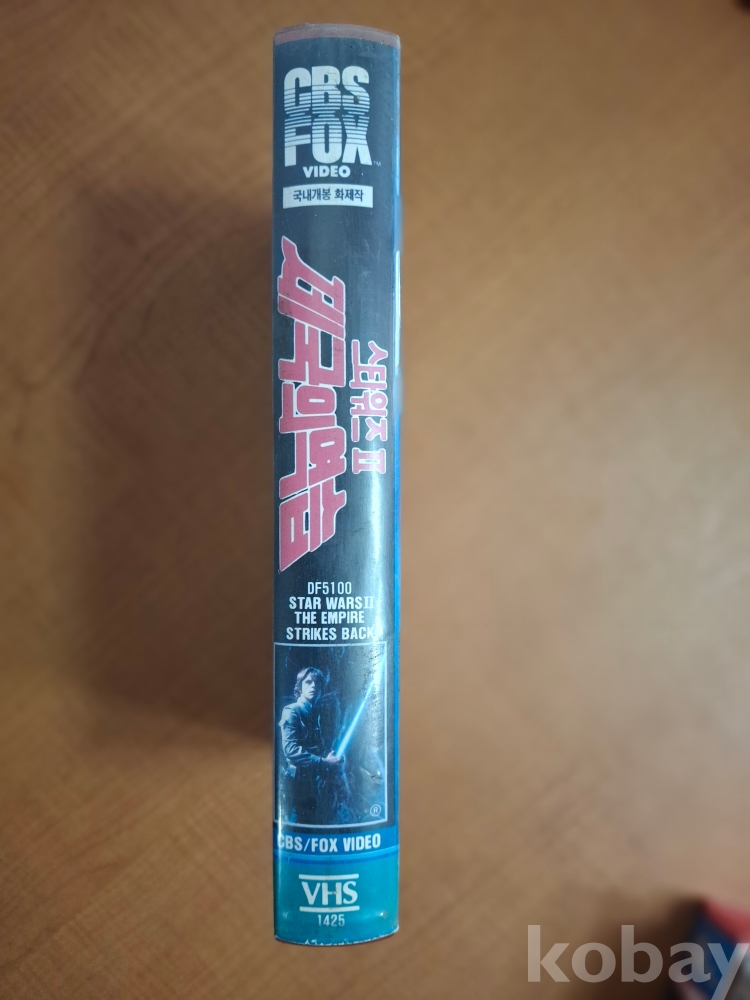 CBS
FOX
VIDEO
국내개봉 화제작
스타워즈 II
제국의역습
DF5100
STAR WARS II
THE EMPIRE
STRIKES BACK
®
CBS/FOX VIDEO
VHS
1425
kobay